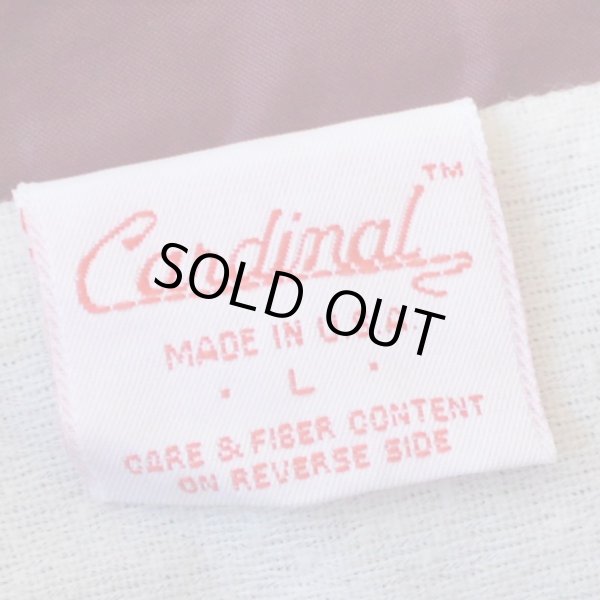 Cardinal™
SOLD OUT
MADE IN U.S.A.
· L ·
CARE & FIBER CONTENT
ON REVERSE SIDE